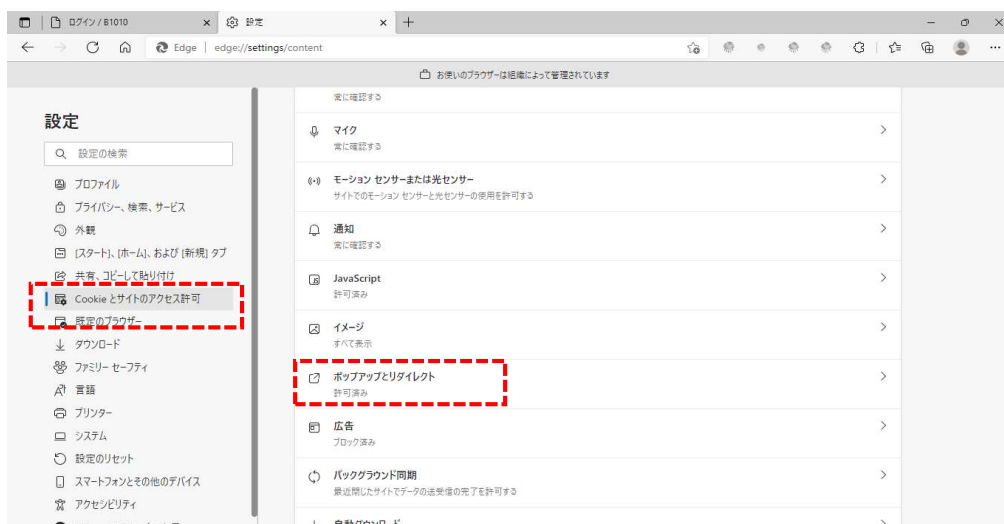 ログイン / B1010
設定
Edge
edge://settings/content
お使いのブラウザーは組織によって管理されています
設定
設定の検索
プロファイル
プライバシー、検索、サービス
外観
[スタート]、[ホーム]、および [新規] タブ
共有、コピーして貼り付け
Cookie とサイトのアクセス許可
既定のブラウザー
ダウンロード
ファミリー セーフティ
言語
プリンター
システム
設定のリセット
スマートフォンとその他のデバイス
アクセシビリティ
常に確認する
マイク
常に確認する
モーション センサーまたは光センサー
サイトでのモーション センサーと光センサーの使用を許可する
通知
常に確認する
JavaScript
許可済み
イメージ
すべて表示
ポップアップとリダイレクト
許可済み
広告
ブロック済み
バックグラウンド同期
最近閉じたサイトでデータの送受信の完了を許可する
自動ダウンロード